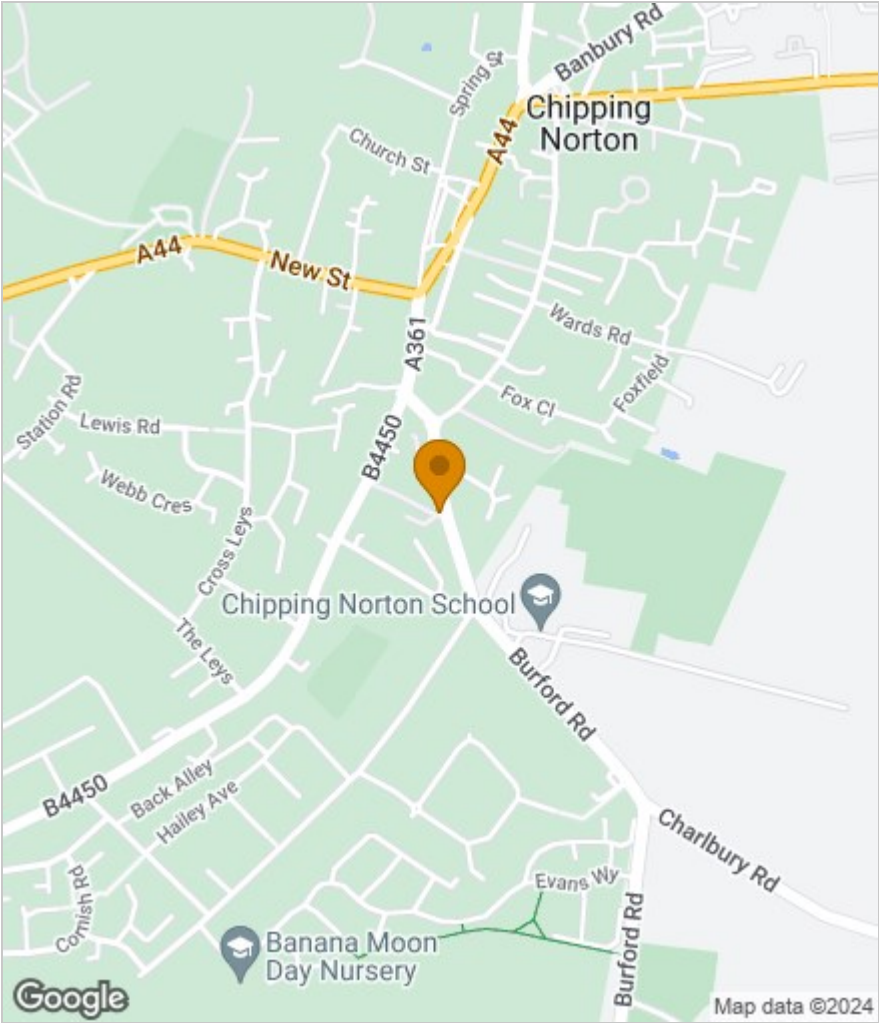 Banbury Rd
Spring St
Chipping
Norton
A44
Church St
A44
New St
Wards Rd
A361
Foxfield
Fox Cl
Station Rd
Lewis Rd
B4450
Webb Cres
Cross Leys
Chipping Norton School
The Leys
Burford Rd
Back Alley
B4450
Hailey Ave
Charlbury Rd
Evans Wy
Cornish Rd
Burford Rd
Banana Moon
Day Nursery
Google
Map data ©2024